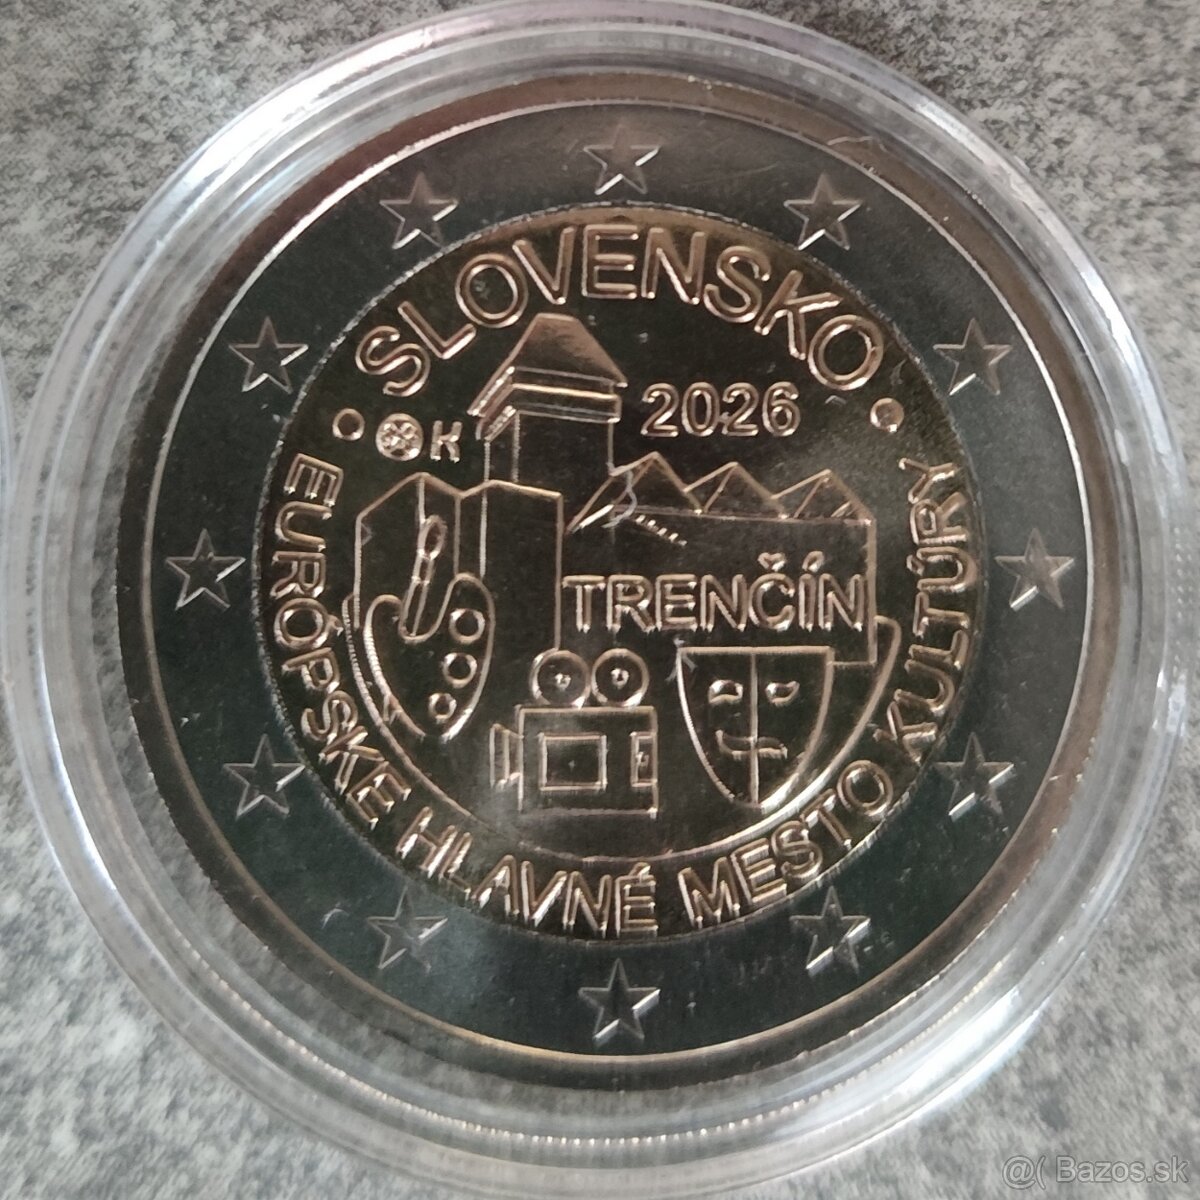 SLOVENSKO
2026
K
TRENČÍN
EURÓPSKE HLAVNÉ MESTO KULTÚRY
@( Bazos.sk